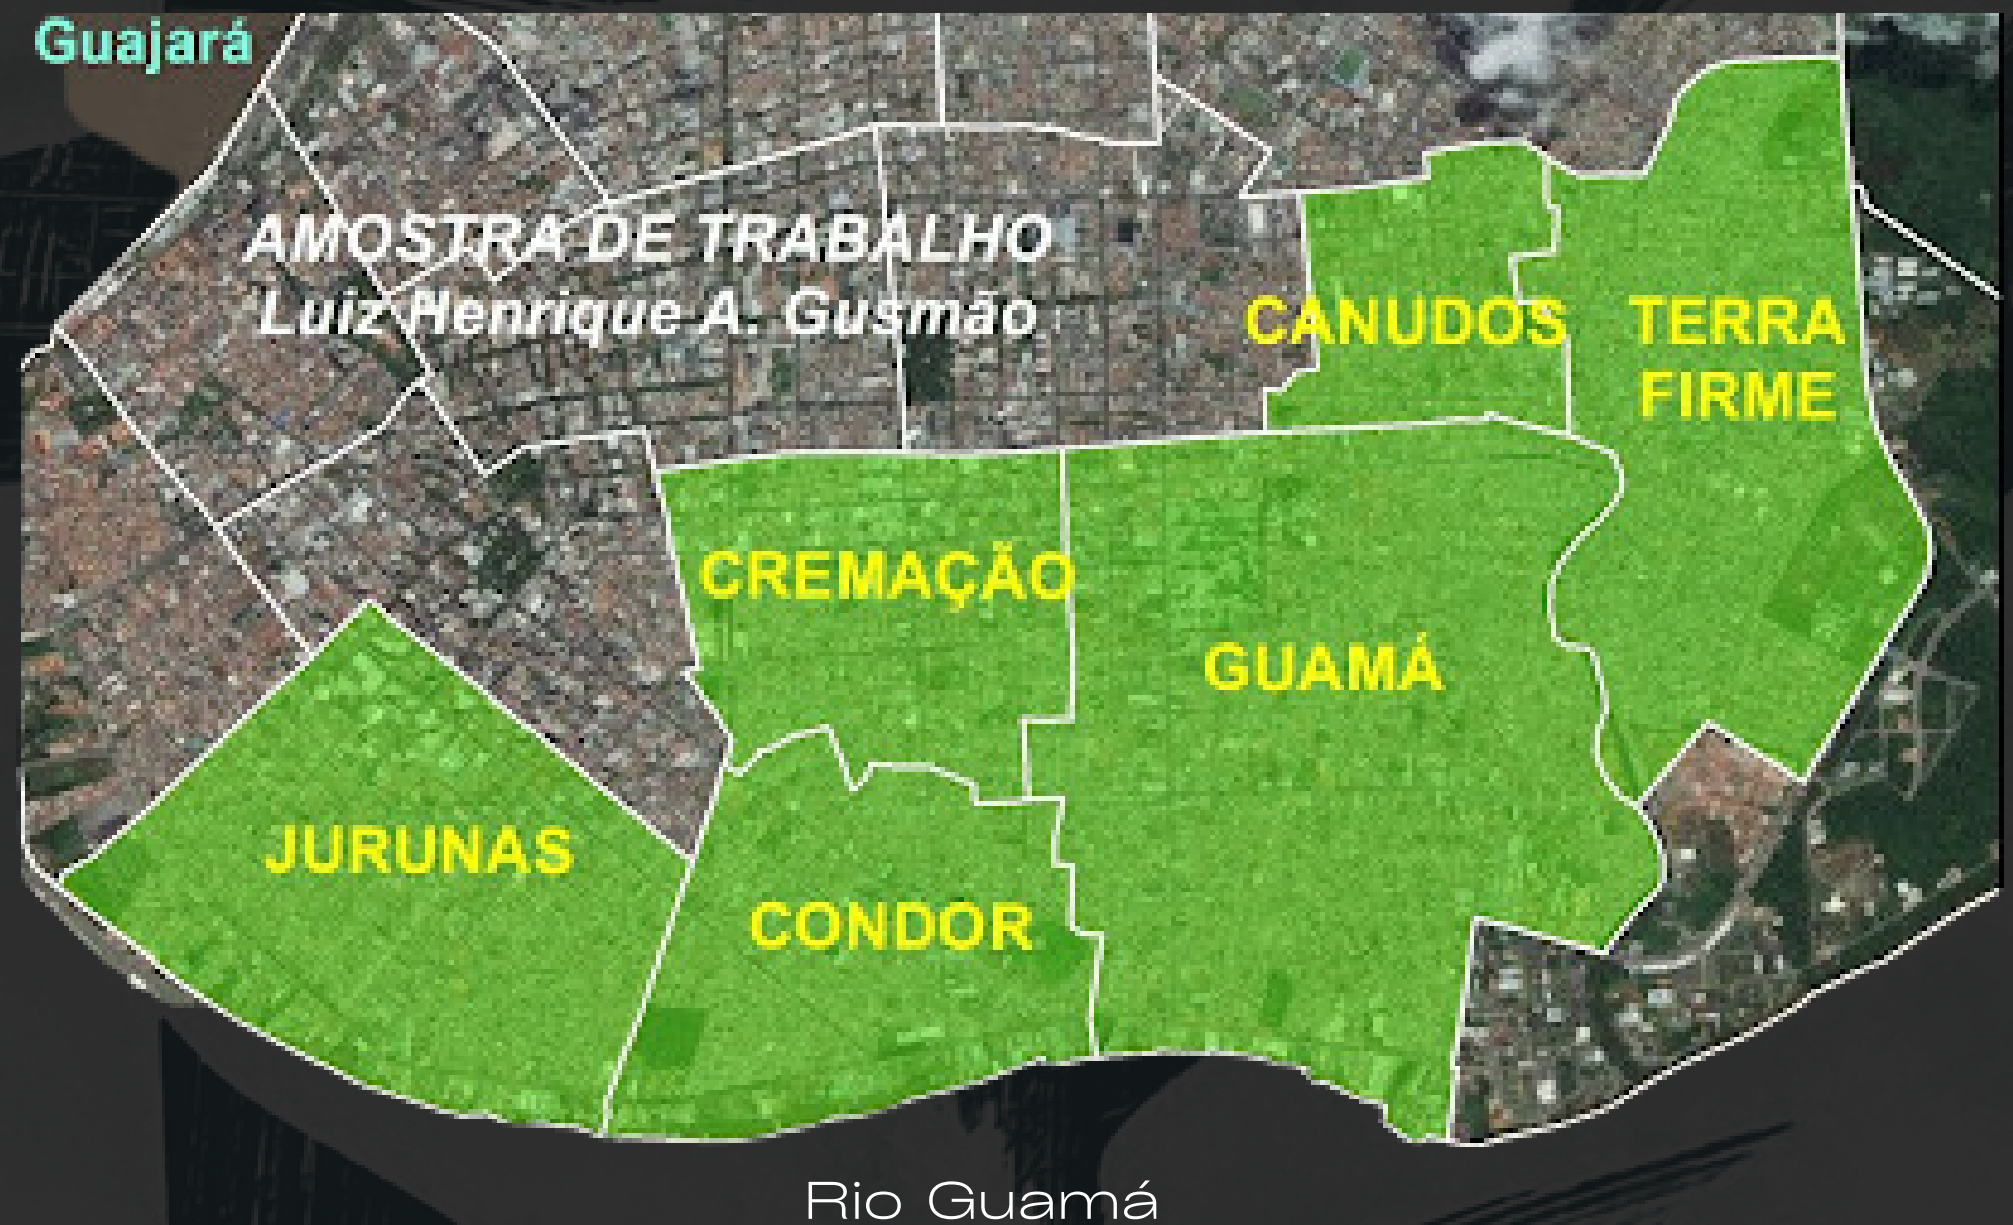 Guajará
AMOSTRA DE TRABALHO
Luiz Henrique A. Gusmão
CANUDOS
TERRA
FIRME
CREMAÇÃO
GUAMÁ
JURUNAS
CONDOR
Rio Guamá